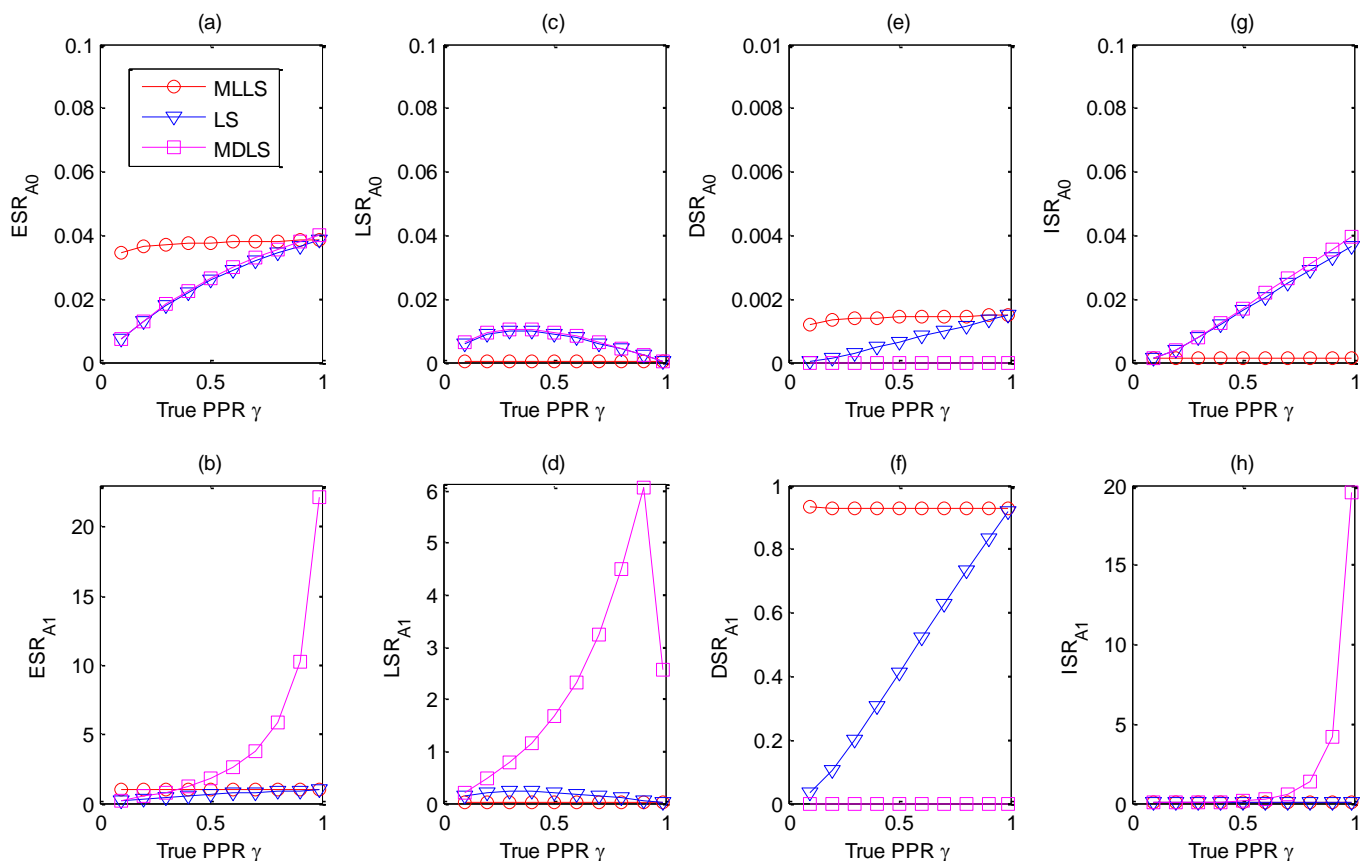 (a)
0.1
0.08
0.06
0.04
0.02
0
ESR_A0
MLLS
LS
MDLS
0 0.5 1
True PPR γ
(c)
0.1
0.08
0.06
0.04
0.02
0
LSR_A0
0 0.5 1
True PPR γ
(e)
0.01
0.008
0.006
0.004
0.002
0
DSR_A0
0 0.5 1
True PPR γ
(g)
0.1
0.08
0.06
0.04
0.02
0
ISR_A0
0 0.5 1
True PPR γ
(b)
20
15
10
5
0
ESR_A1
0 0.5 1
True PPR γ
(d)
6
5
4
3
2
1
0
LSR_A1
0 0.5 1
True PPR γ
(f)
1
0.8
0.6
0.4
0.2
0
DSR_A1
0 0.5 1
True PPR γ
(h)
20
15
10
5
0
ISR_A1
0 0.5 1
True PPR γ